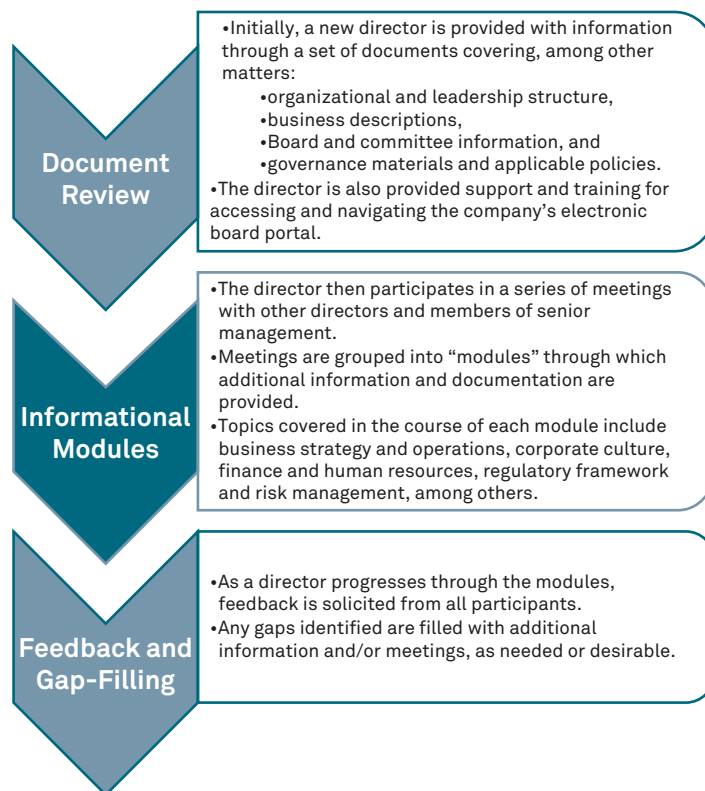 •Initially, a new director is provided with information
through a set of documents covering, among other
matters:
•organizational and leadership structure,
•business descriptions,
•Board and committee information, and
•governance materials and applicable policies.
•The director is also provided support and training for
accessing and navigating the company's electronic
board portal.
Document
Review
•The director then participates in a series of meetings
with other directors and members of senior
management.
•Meetings are grouped into “modules” through which
additional information and documentation are
provided.
•Topics covered in the course of each module include
business strategy and operations, corporate culture,
finance and human resources, regulatory framework
and risk management, among others.
Informational
Modules
•As a director progresses through the modules,
feedback is solicited from all participants.
•Any gaps identified are filled with additional
information and/or meetings, as needed or desirable.
Feedback and
Gap-Filling